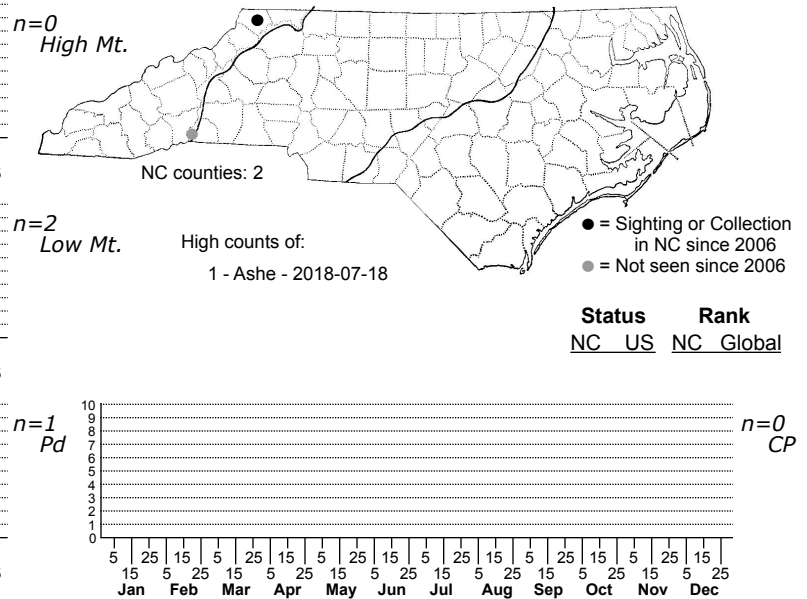 n=0
High Mt.
NC counties: 2
n=2
Low Mt.
High counts of:
1 - Ashe - 2018-07-18
= Sighting or Collection
in NC since 2006
= Not seen since 2006
Status Rank
NC US NC Global
n=1
Pd
n=0
CP
10
9
8
7
6
5
4
3
2
1
0
5 25 15 5 25 15 5 25 15 5 25 15 5 25 15 5 25 15
15 5 25 15 5 25 15 5 25 15 5 25 15 5 25 15 5 25
Jan Feb Mar Apr May Jun Jul Aug Sep Oct Nov Dec